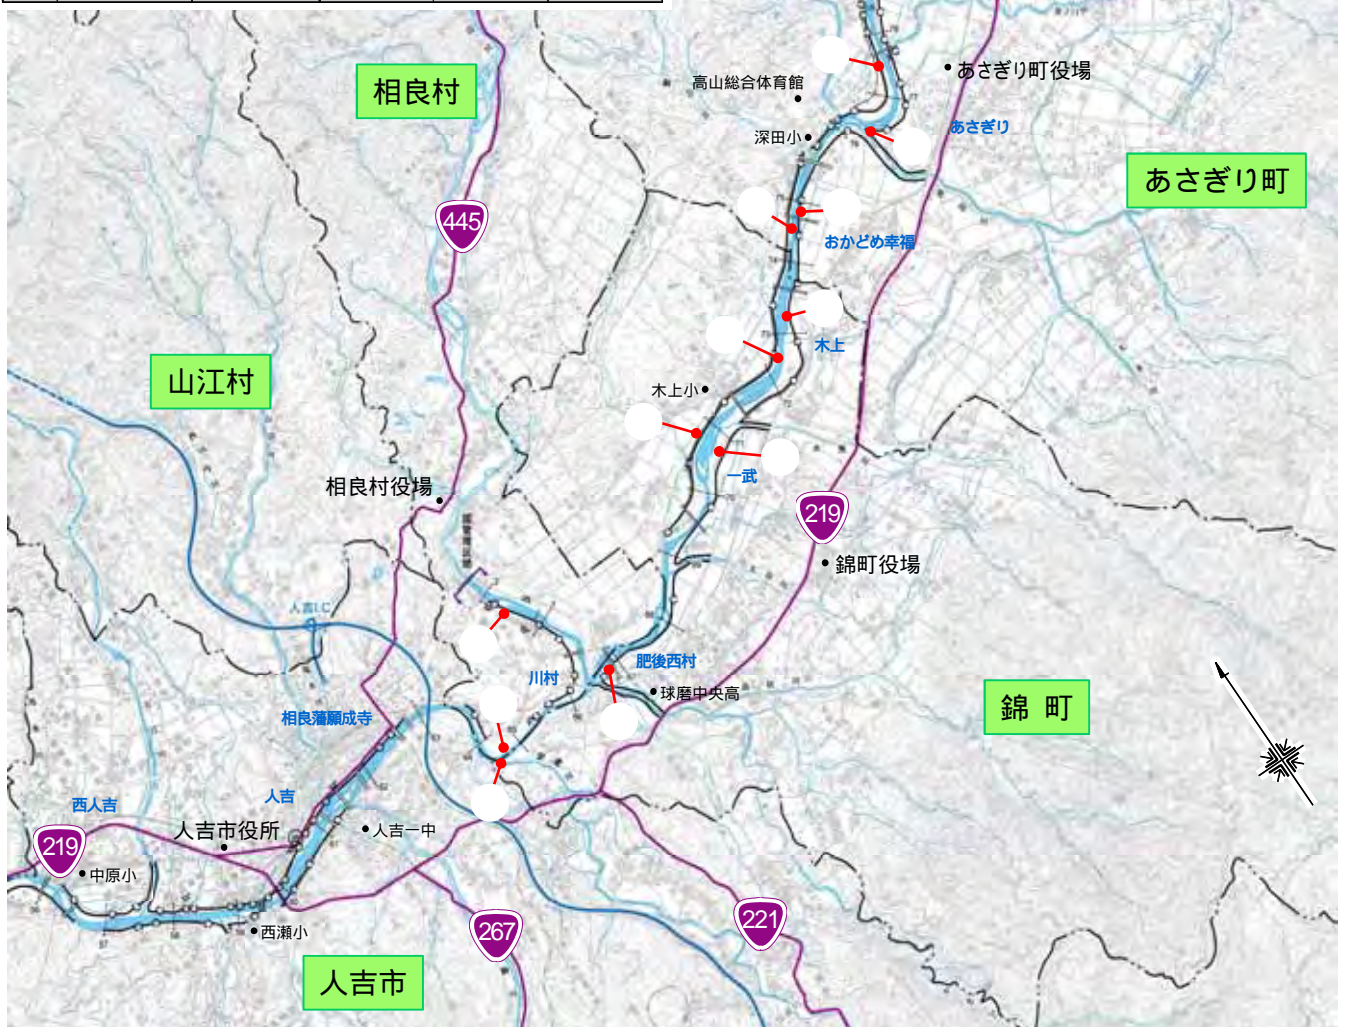 相良村
高山総合体育館
あさぎり町役場
深田小
あさぎり
あさぎり町
445
おかどめ幸福
木上
山江村
木上小
一武
相良村役場
219
錦町役場
人吉I.C
肥後西村
川村
球磨中央高
錦 町
相良藩願成寺
西人吉
人吉
人吉市役所
人吉一中
219
中原小
西瀬小
267
221
人吉市